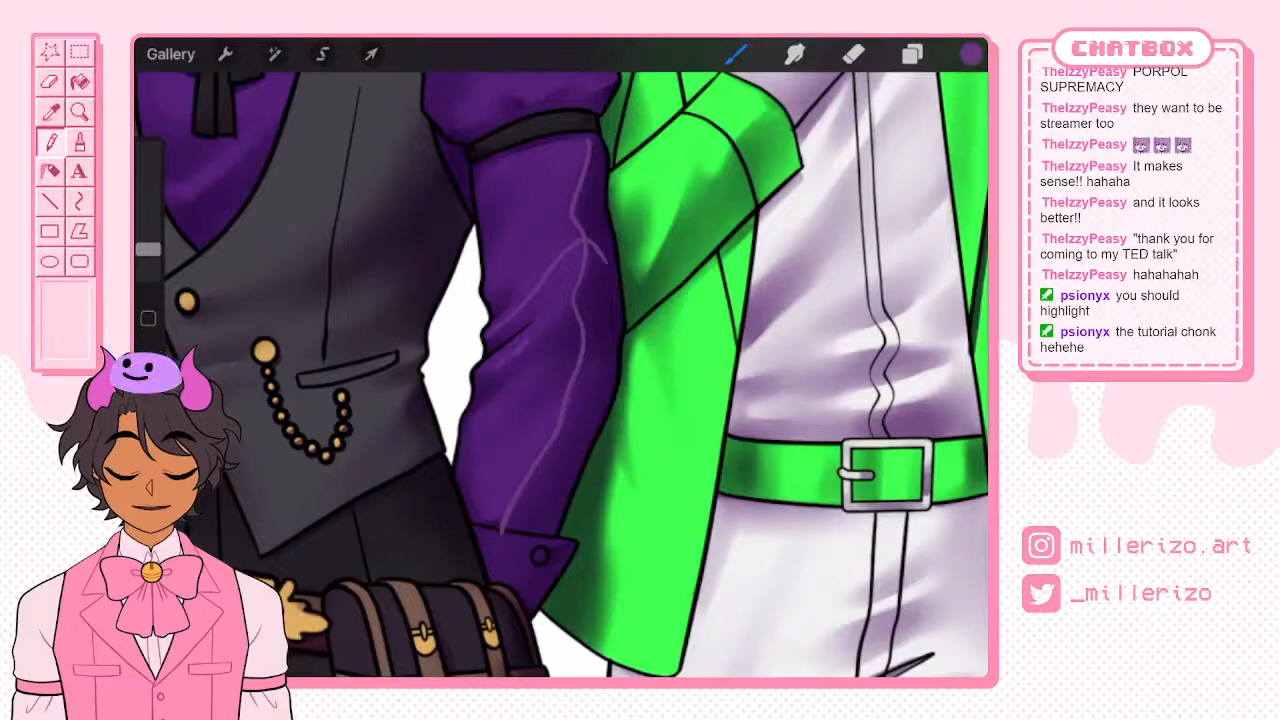 Gallery
CHATBOX
TheIzzyPeasy PORPOL
SUPREMACY
TheIzzyPeasy they want to be
streamer too
TheIzzyPeasy
TheIzzyPeasy It makes
sense!! hahaha
TheIzzyPeasy and it looks
better!!
TheIzzyPeasy "thank you for
coming to my TED talk"
TheIzzyPeasy hahahahah
psionyx you should
highlight
psionyx the tutorial chonk
hehehe
A
millerizo.art
_millerizo